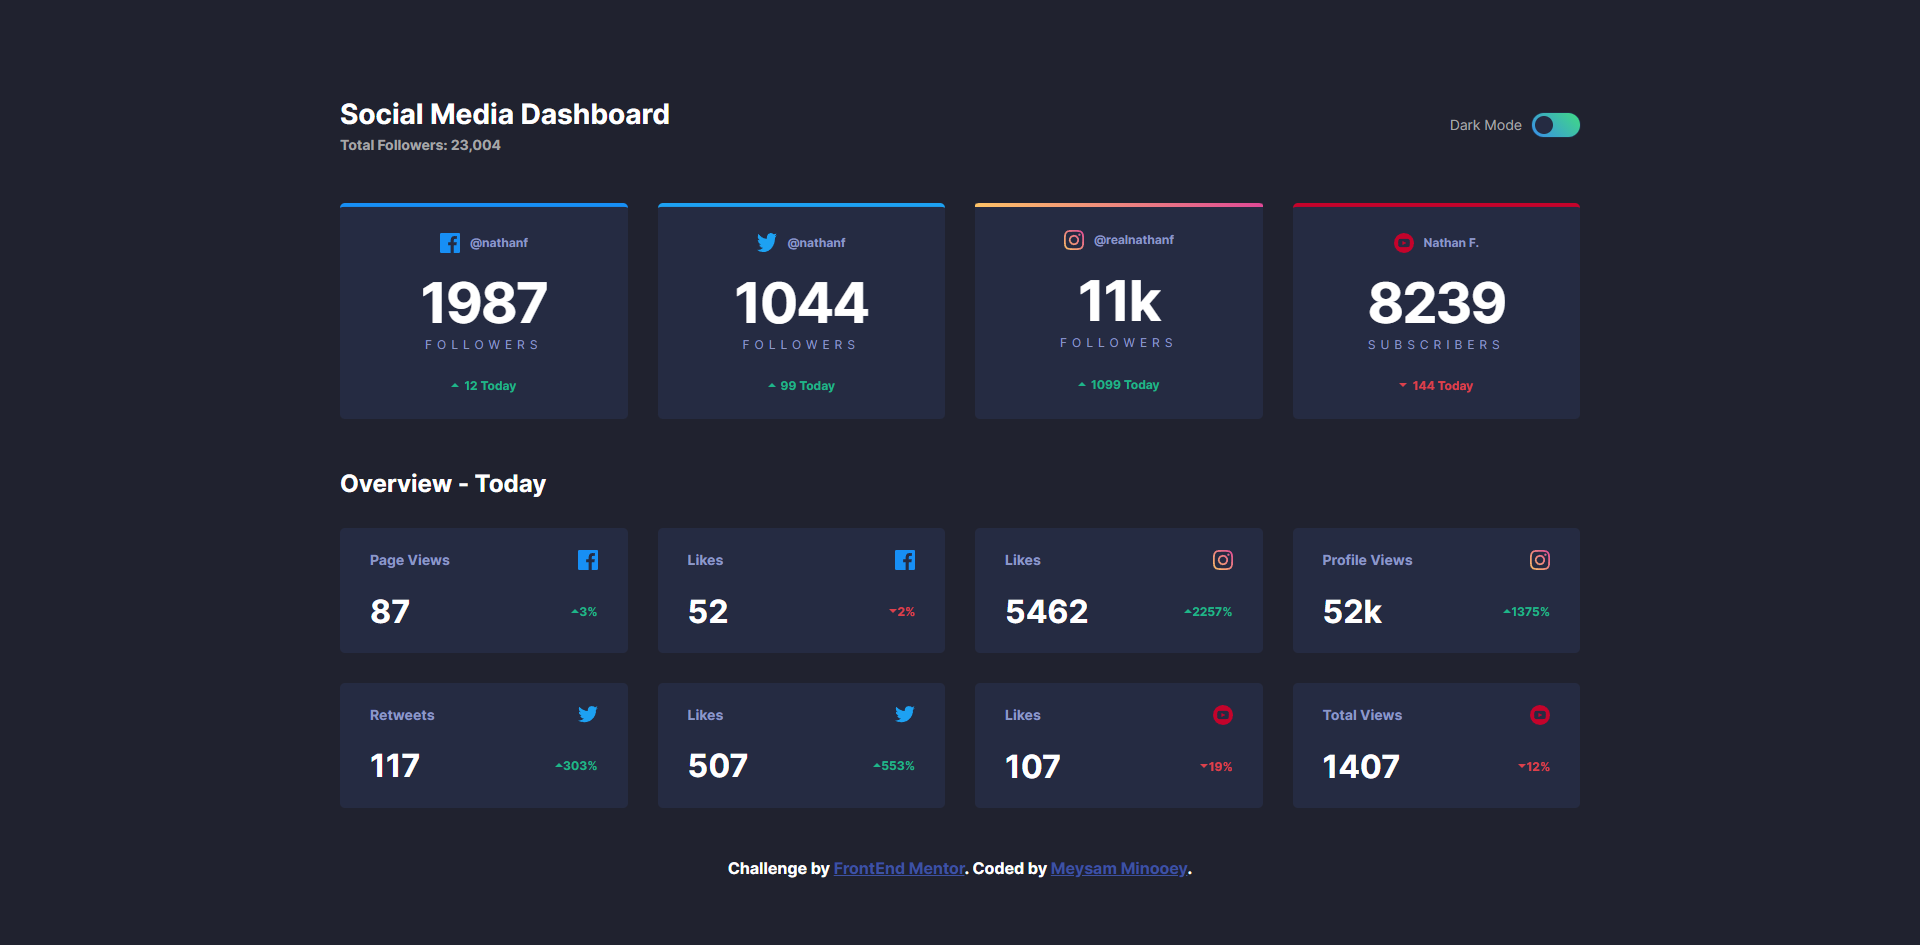 Social Media Dashboard
Total Followers: 23,004
Dark Mode
@nathanf
1987
FOLLOWERS
12 Today
@nathanf
1044
FOLLOWERS
99 Today
@realnathanf
11k
FOLLOWERS
1099 Today
Nathan F.
8239
SUBSCRIBERS
144 Today
Overview - Today
Page Views
87
3%
Likes
52
2%
Likes
5462
2257%
Profile Views
52k
1375%
Retweets
117
303%
Likes
507
553%
Likes
107
19%
Total Views
1407
12%
Challenge by FrontEnd Mentor. Coded by Meysam Minooey.